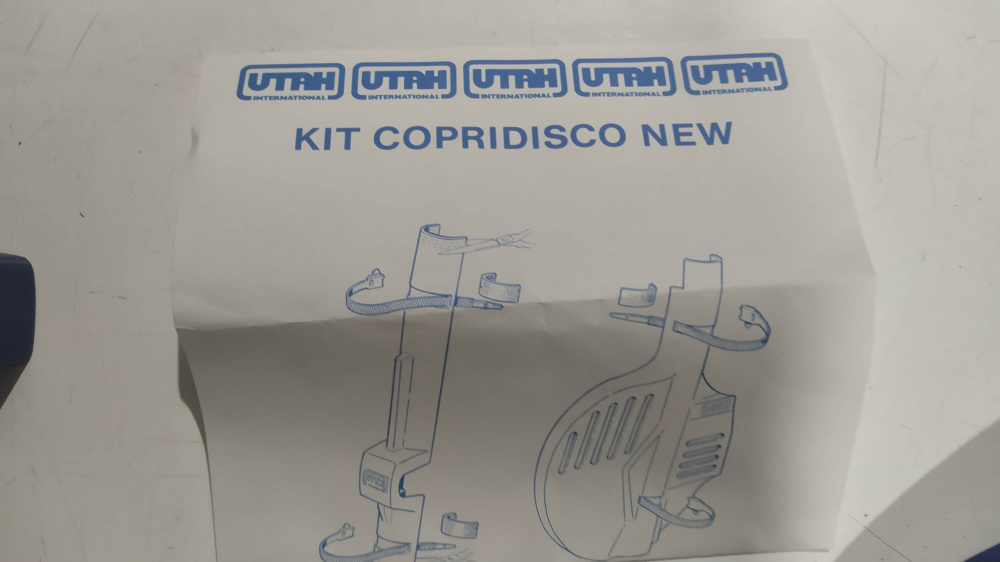 UTAH UTAH UTAH UTAH UTAH
INTERNATIONAL INTERNATIONAL INTERNATIONAL INTERNATIONAL INTERNATIONAL
KIT COPRIDISCO NEW